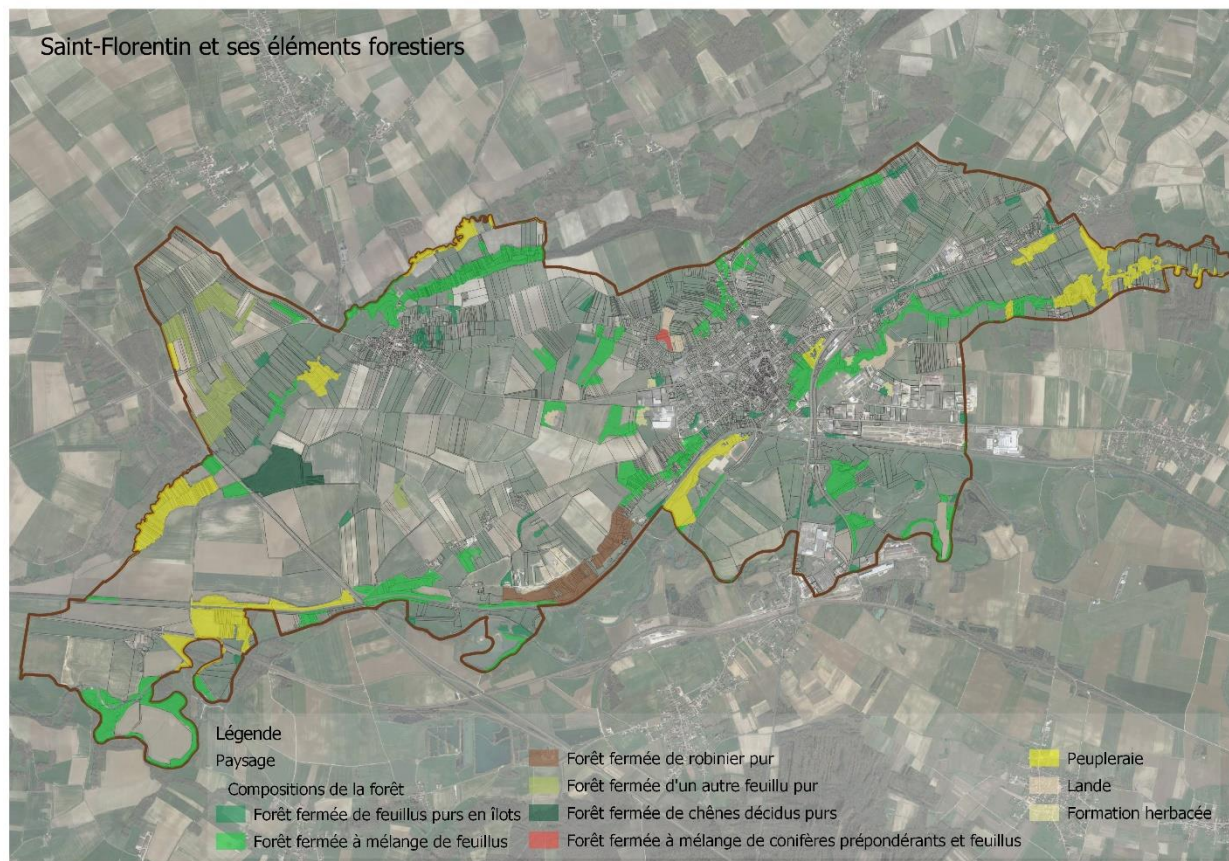 Saint-Florentin et ses éléments forestiers
Légende
Paysage
Compositions de la forêt
Forêt fermée de feuillus purs en îlots
Forêt fermée à mélange de feuillus
Forêt fermée de robinier pur
Forêt fermée d'un autre feuillu pur
Forêt fermée de chênes décidus purs
Forêt fermée à mélange de conifères prépondérants et feuillus
Peupleraie
Lande
Formation herbacée